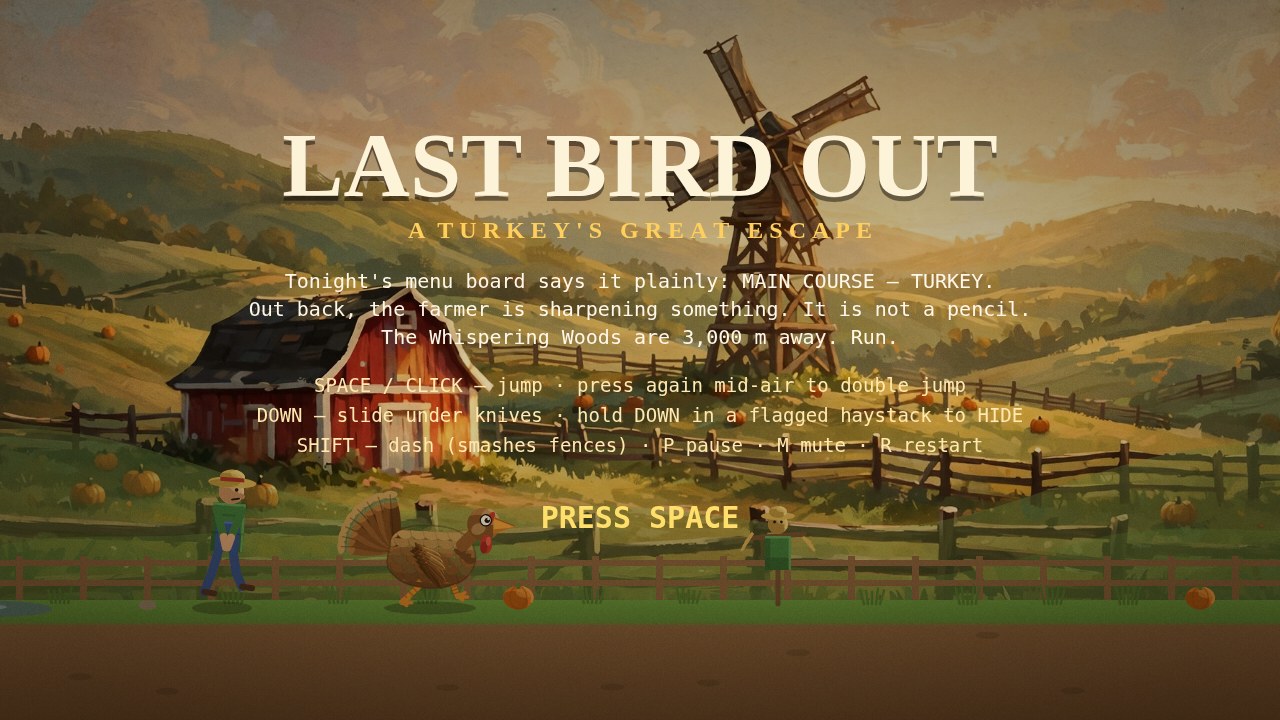 LAST BIRD OUT
A TURKEY'S GREAT ESCAPE
Tonight's menu board says it plainly: MAIN COURSE — TURKEY.
Out back, the farmer is sharpening something. It is not a pencil.
The Whispering Woods are 3,000 m away. Run.
SPACE / CLICK — jump · press again mid-air to double jump
DOWN — slide under knives · hold DOWN in a flagged haystack to HIDE
SHIFT — dash (smashes fences) · P pause · M mute · R restart
PRESS SPACE